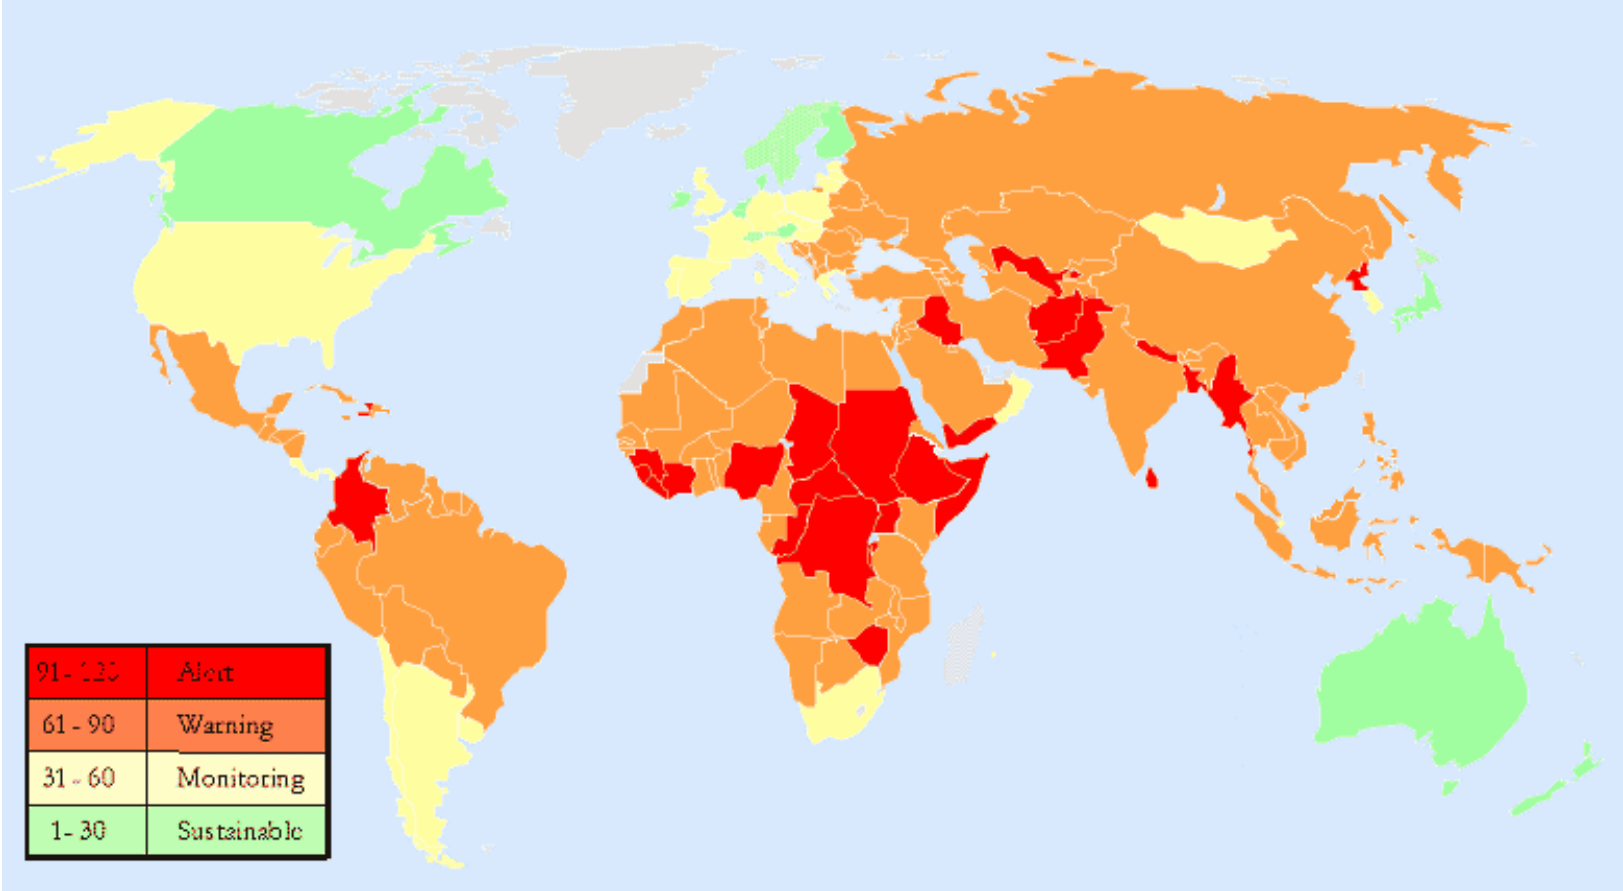 91- Alert
61 - 90 Warning
31 - 60 Monitoring
1- 30 Sustainable